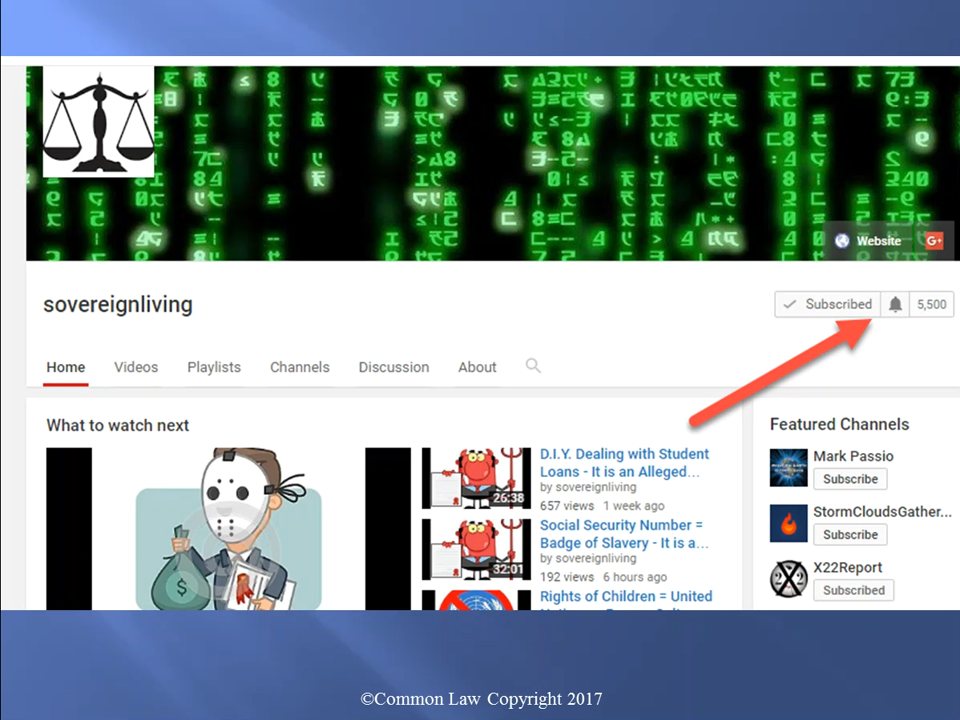 Website
G+
sovereignliving
Subscribed
5,500
Home
Videos
Playlists
Channels
Discussion
About
What to watch next
26:38
D.I.Y. Dealing with Student
Loans - It is an Alleged...
by sovereignliving
657 views 1 week ago
32:01
Social Security Number =
Badge of Slavery - It is a...
by sovereignliving
192 views 6 hours ago
Rights of Children = United
$
Featured Channels
Mark Passio
Subscribe
StormCloudsGather...
Subscribe
X22Report
Subscribed
©Common Law Copyright 2017